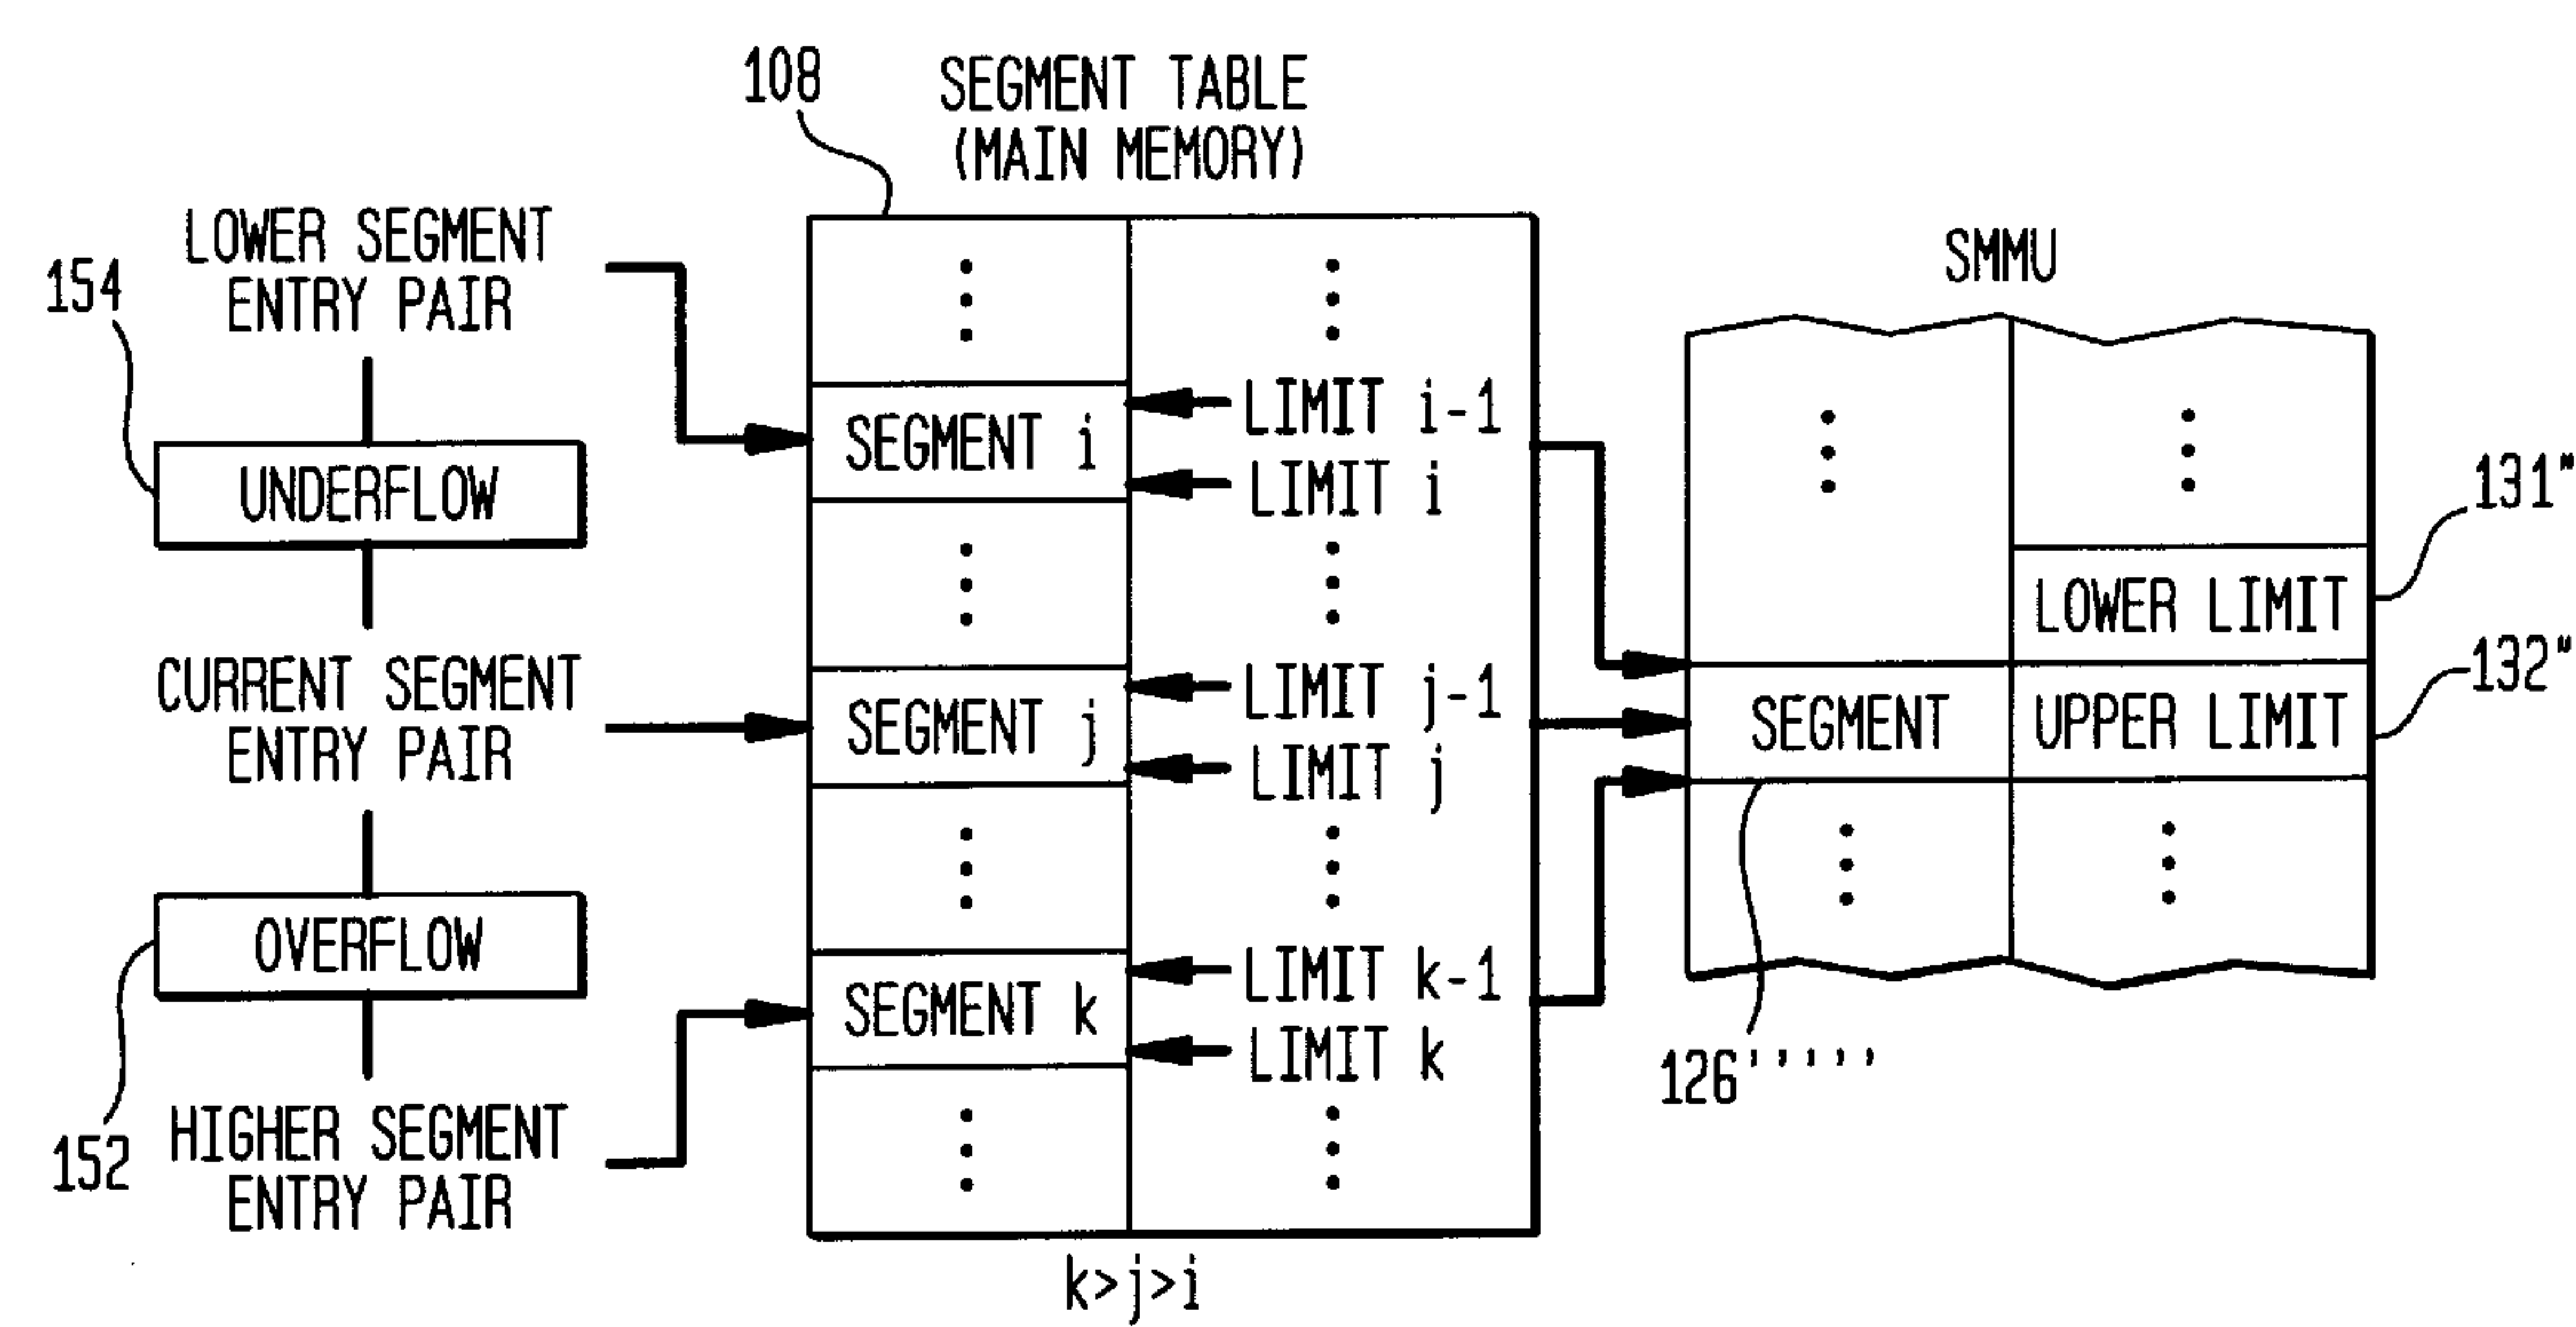 108
SEGMENT TABLE
(MAIN MEMORY)
LOWER SEGMENT
ENTRY PAIR
154
UNDERFLOW
CURRENT SEGMENT
ENTRY PAIR
OVERFLOW
152
HIGHER SEGMENT
ENTRY PAIR
SEGMENT i
LIMIT i-1
LIMIT i
SEGMENT j
LIMIT j-1
LIMIT j
SEGMENT k
LIMIT k-1
LIMIT k
k>j>i
SMMU
LOWER LIMIT
131"
SEGMENT
UPPER LIMIT
132"
126'''''